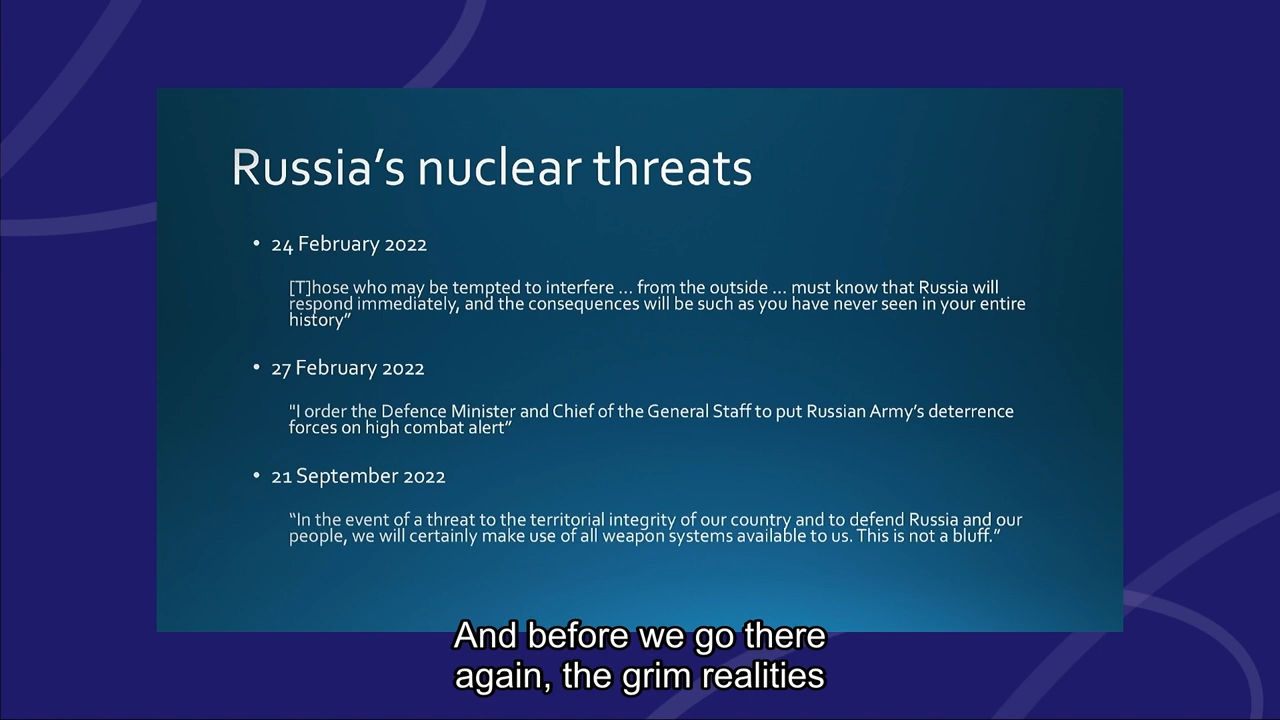 Russia’s nuclear threats
• 24 February 2022
[T]hose who may be tempted to interfere ... from the outside ... must know that Russia will
respond immediately, and the consequences will be such as you have never seen in your entire
history”
• 27 February 2022
"I order the Defence Minister and Chief of the General Staff to put Russian Army’s deterrence
forces on high combat alert”
• 21 September 2022
“In the event of a threat to the territorial integrity of our country and to defend Russia and our
people, we will certainly make use of all weapon systems available to us. This is not a bluff.”
And before we go there
again, the grim realities